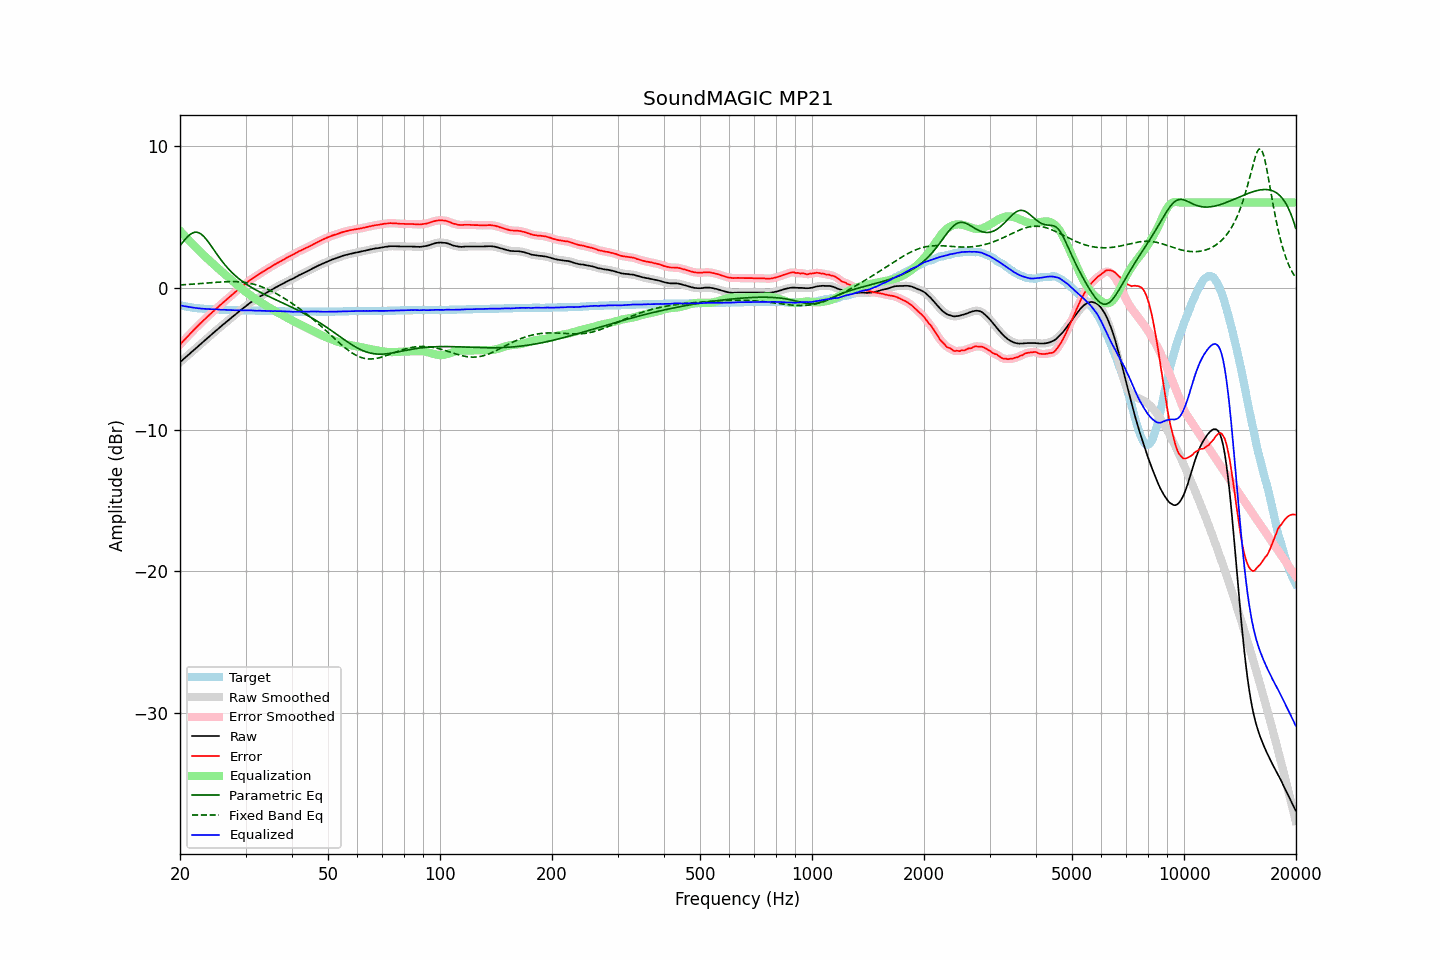 SoundMAGIC MP21
10
0
−10
−20
−30
Amplitude (dBr)
20 50 100 200 500 1000 2000 5000 10000 20000
Frequency (Hz)
Target
Raw Smoothed
Error Smoothed
Raw
Error
Equalization
Parametric Eq
Fixed Band Eq
Equalized